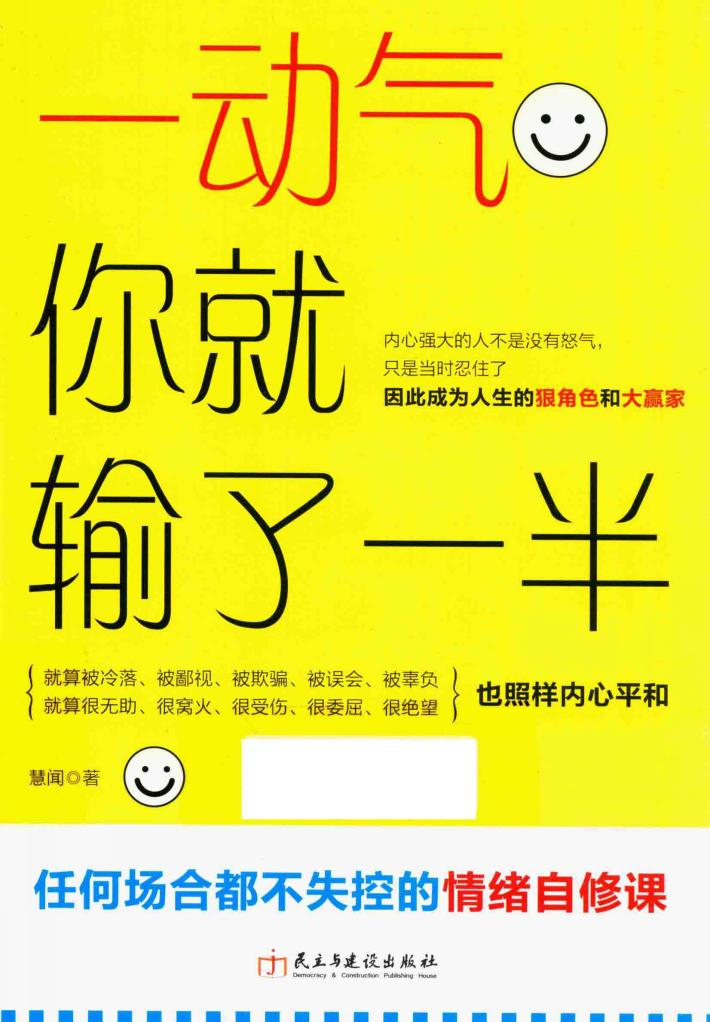 一动气
你就
内心强大的人不是没有怒气，
只是当时忍住了
因此成为人生的狠角色和大赢家
输了一半
就算被冷落、被鄙视、被欺骗、被误会、被辜负
就算很无助、很窝火、很受伤、很委屈、很绝望
也照样内心平和
慧闻◎著
任何场合都不失控的情绪自修课
民主与建设出版社
Democracy & Construction Publishing House